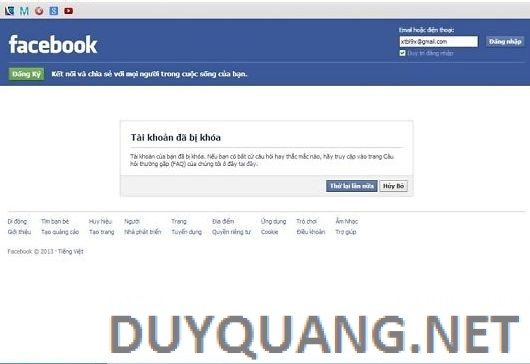 Email hoặc điện thoại:
facebook
xtbl9x@gmail.com
Đăng nhập
Duy trì đăng nhập
Đăng Ký Kết nối và chia sẻ với mọi người trong cuộc sống của bạn.
Tài khoản đã bị khóa
Tài khoản của bạn đã bị khóa. Nếu bạn có bất cứ câu hỏi hay thắc mắc nào, hãy truy cập vào trang Câu
hỏi thường gặp (FAQ) của chúng tôi ở đây tại đây.
Thử lại lần nữa Hủy Bỏ
Di động Tìm bạn bè Huy hiệu Người Trang Địa điểm Ứng dụng Trò chơi Âm Nhạc
Giới thiệu Tạo quảng cáo Tạo trang Nhà phát triển Tuyển dụng Quyền riêng tư Cookie Điều khoản Trợ giúp
Facebook © 2013 · Tiếng Việt
DUYQUANG.NET